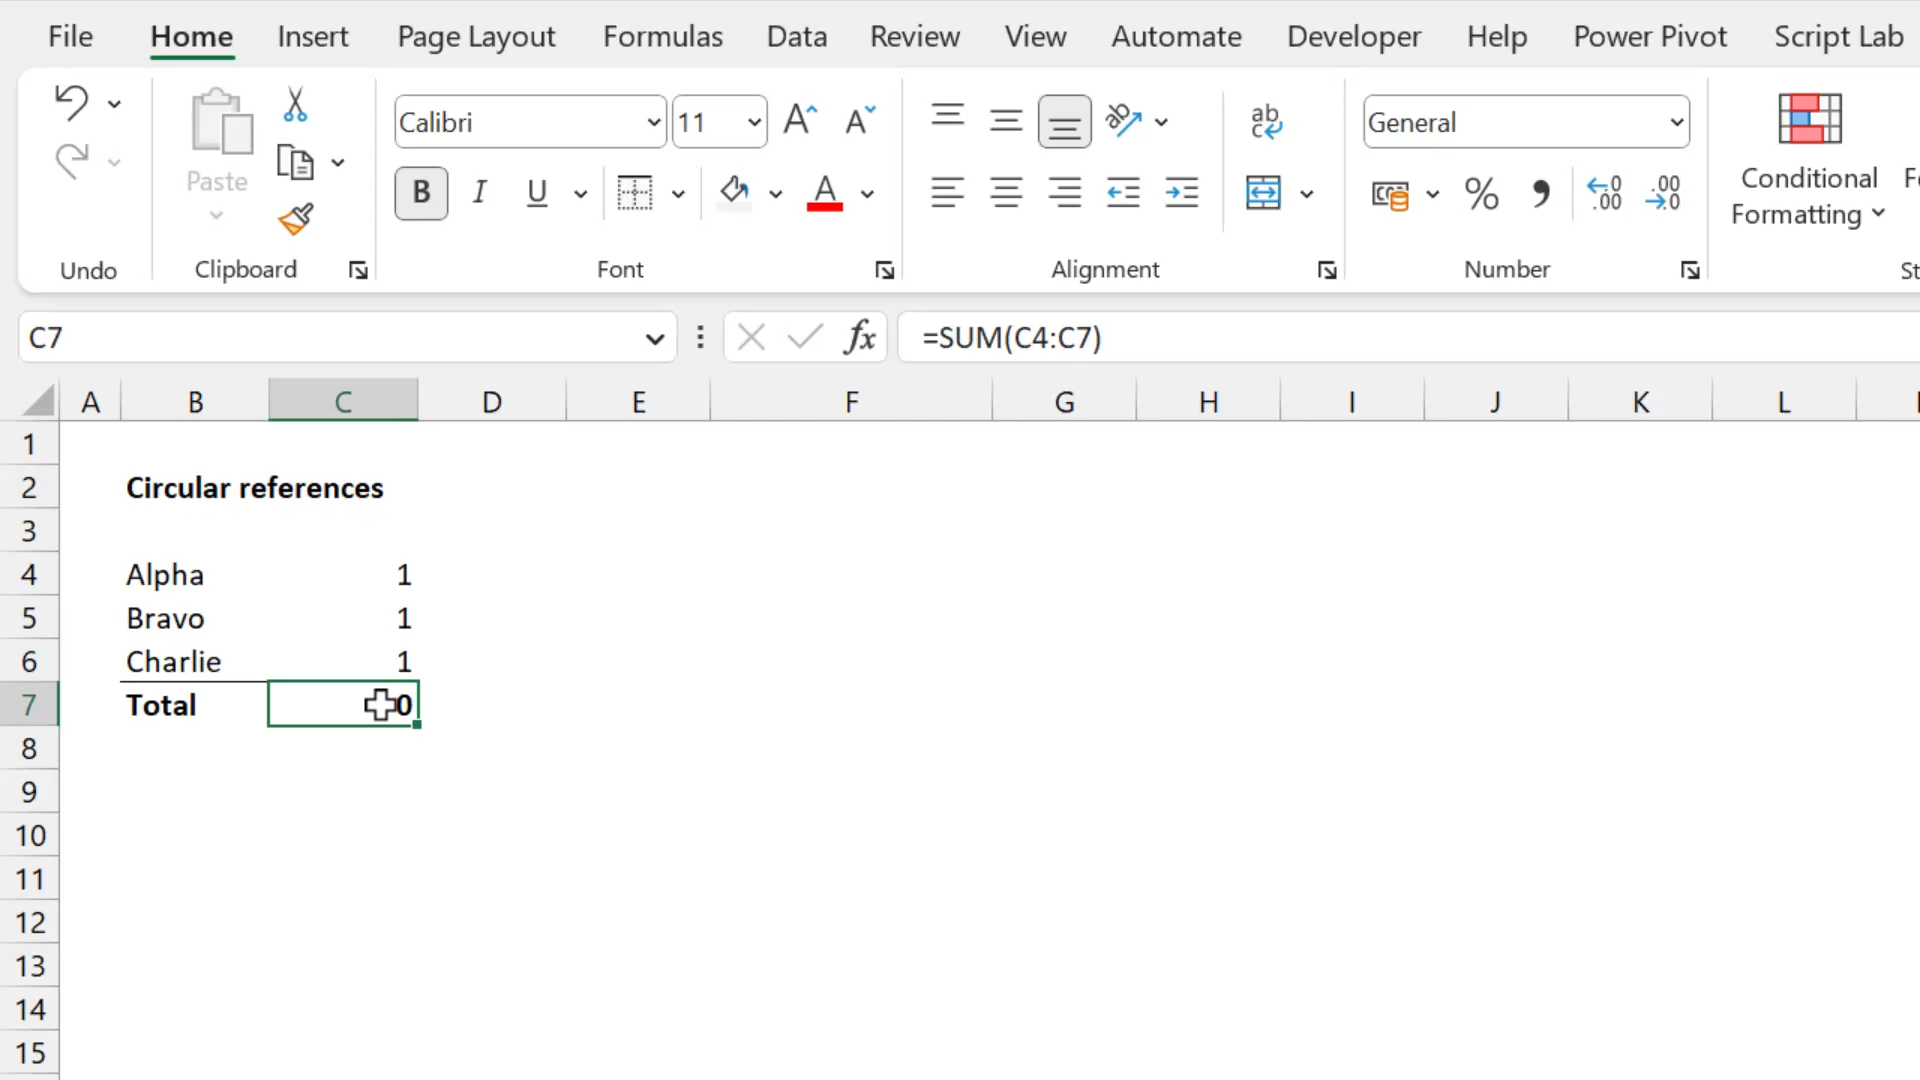 File Home Insert Page Layout Formulas Data Review View Automate Developer Help Power Pivot Script Lab
Calibri 11 General
Paste
B I U
Conditional
Formatting
Undo Clipboard Font Alignment Number
C7 fx =SUM(C4:C7)
A B C D E F G H I J K L
1
2 Circular references
3
4 Alpha 1
5 Bravo 1
6 Charlie 1
7 Total 0
8
9
10
11
12
13
14
15